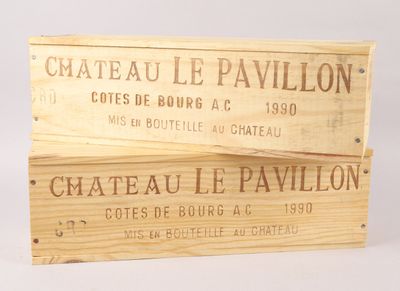 CHATEAU LE PAVILLON
COTES DE BOURG A.C 1990
MIS EN BOUTEILLE AU CHATEAU
CHATEAU LE PAVILLON
COTES DE BOURG A.C 1990
MIS EN BOUTEILLE AU CHATEAU